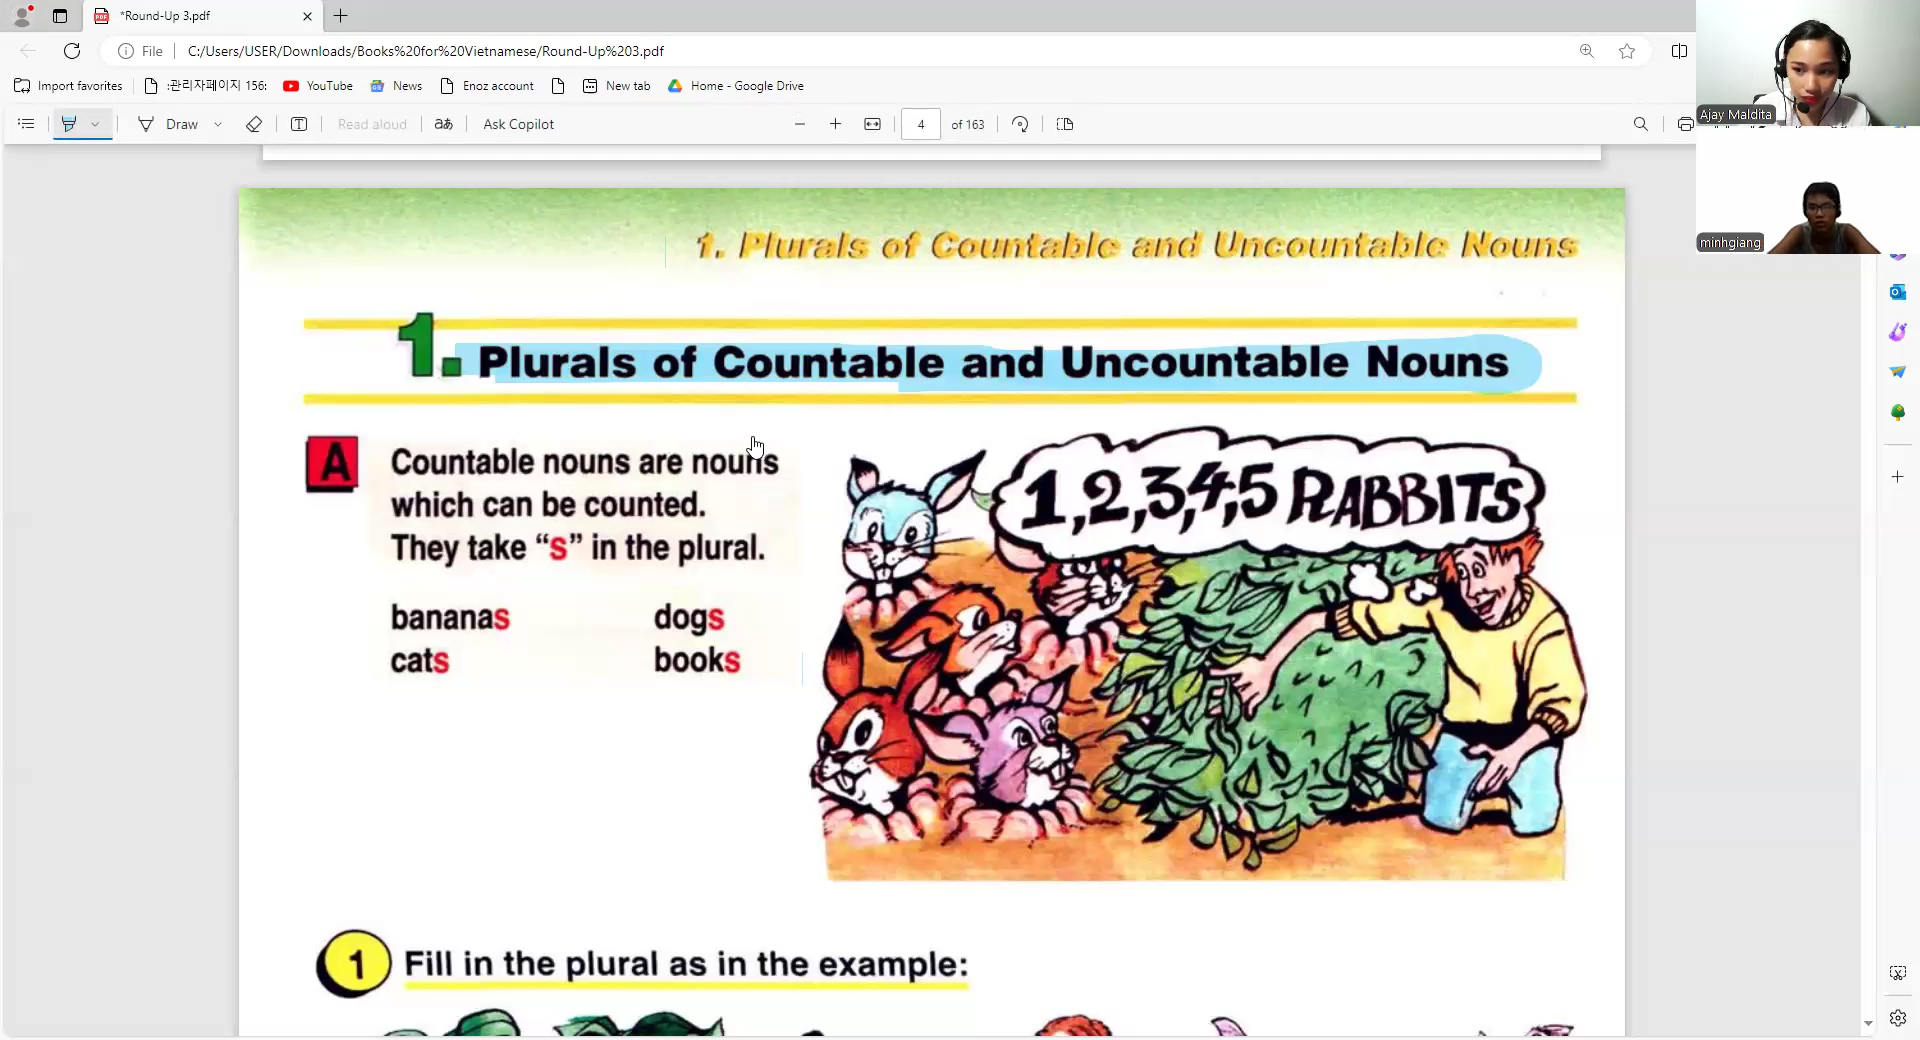 *Round-Up 3.pdf
File
C:/Users/USER/Downloads/Books%20for%20Vietnamese/Round-Up%203.pdf
Import favorites
:관리자페이지 156:
YouTube
News
Enoz account
New tab
Home - Google Drive
Draw
Read aloud
aあ
Ask Copilot
4
of 163
Ajay Maldita
minhgiang
1. Plurals of Countable and Uncountable Nouns
1. Plurals of Countable and Uncountable Nouns
A
Countable nouns are nouns
which can be counted.
They take “s” in the plural.
bananas dogs
cats books
1,2,3,4,5 RABBITS
1 Fill in the plural as in the example: